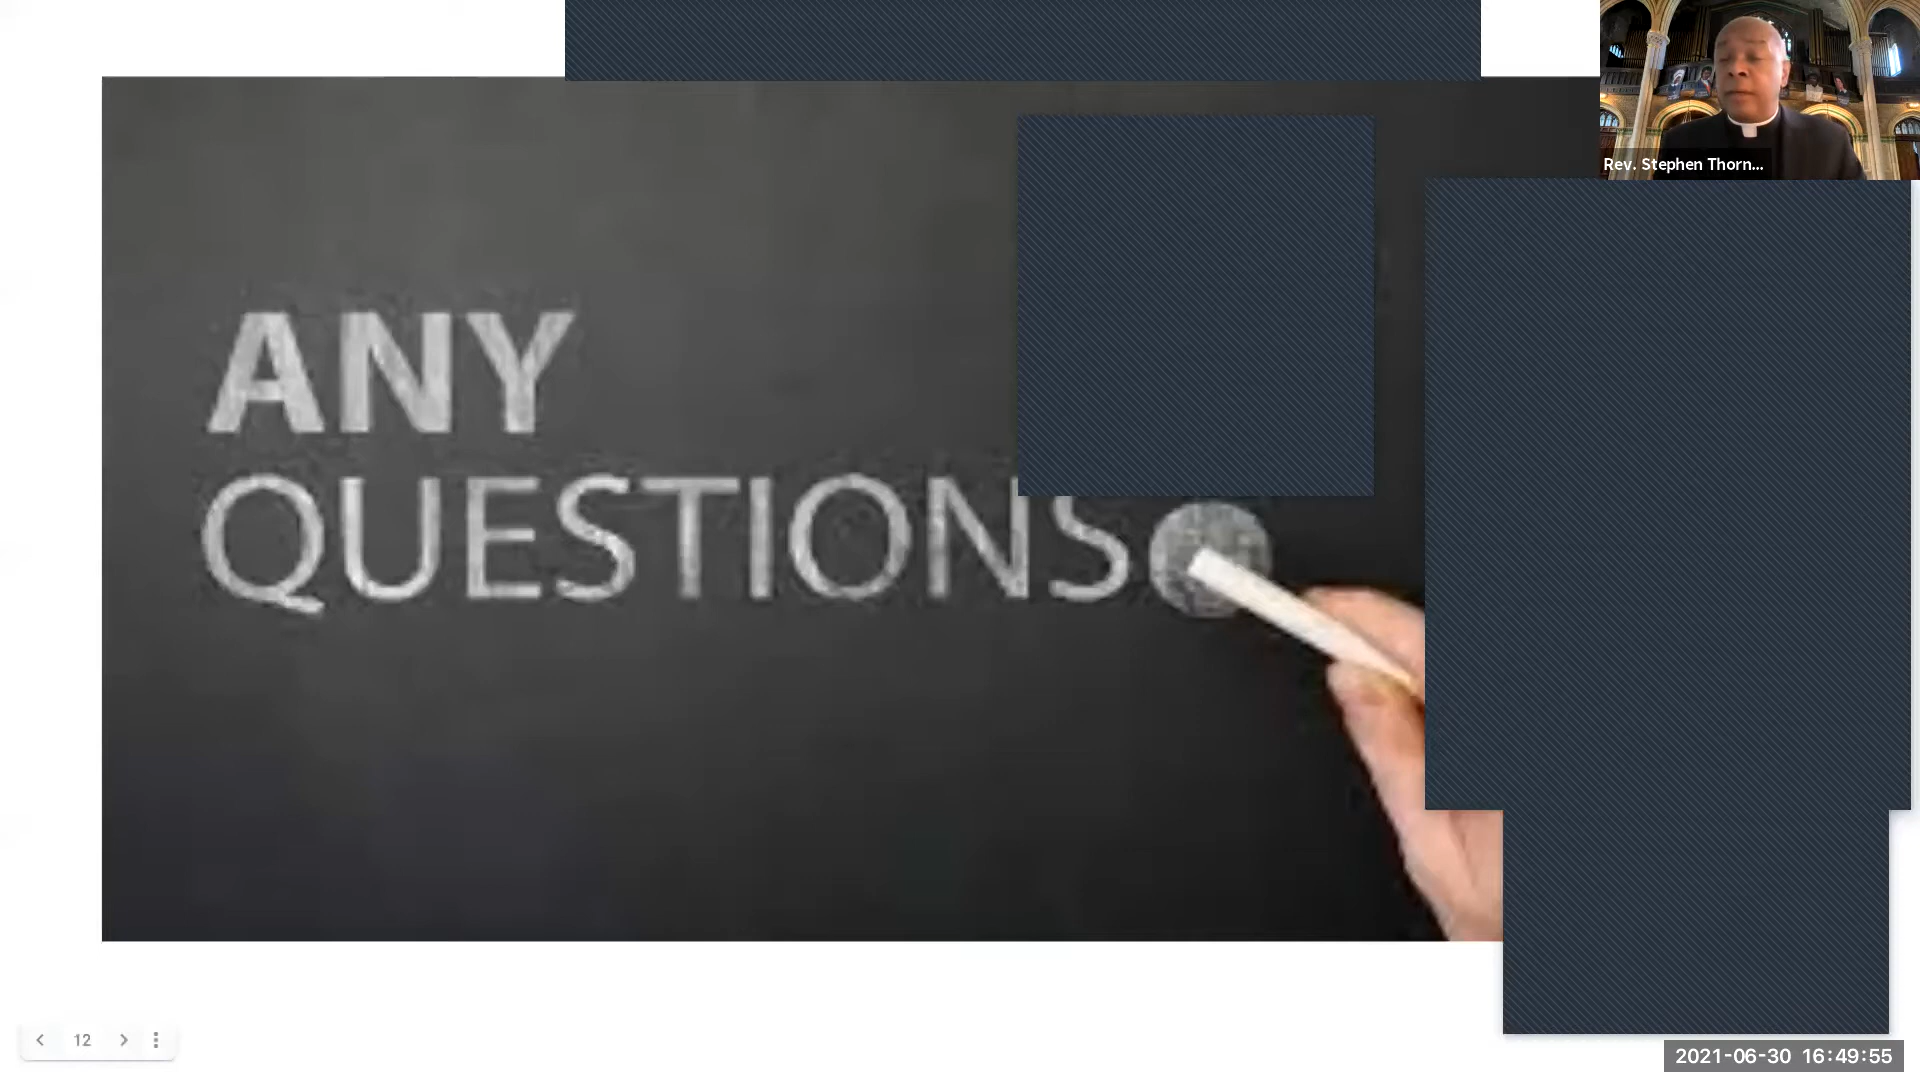 Rev. Stephen Thorn...
ANY
QUESTIONS
12
2021-06-30 16:49:55